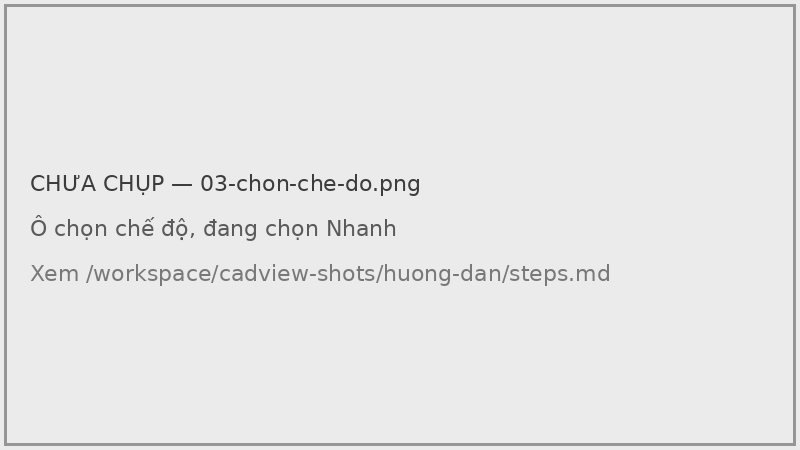 CHƯA CHỤP — 03-chon-che-do.png
Ô chọn chế độ, đang chọn Nhanh
Xem /workspace/cadview-shots/huong-dan/steps.md